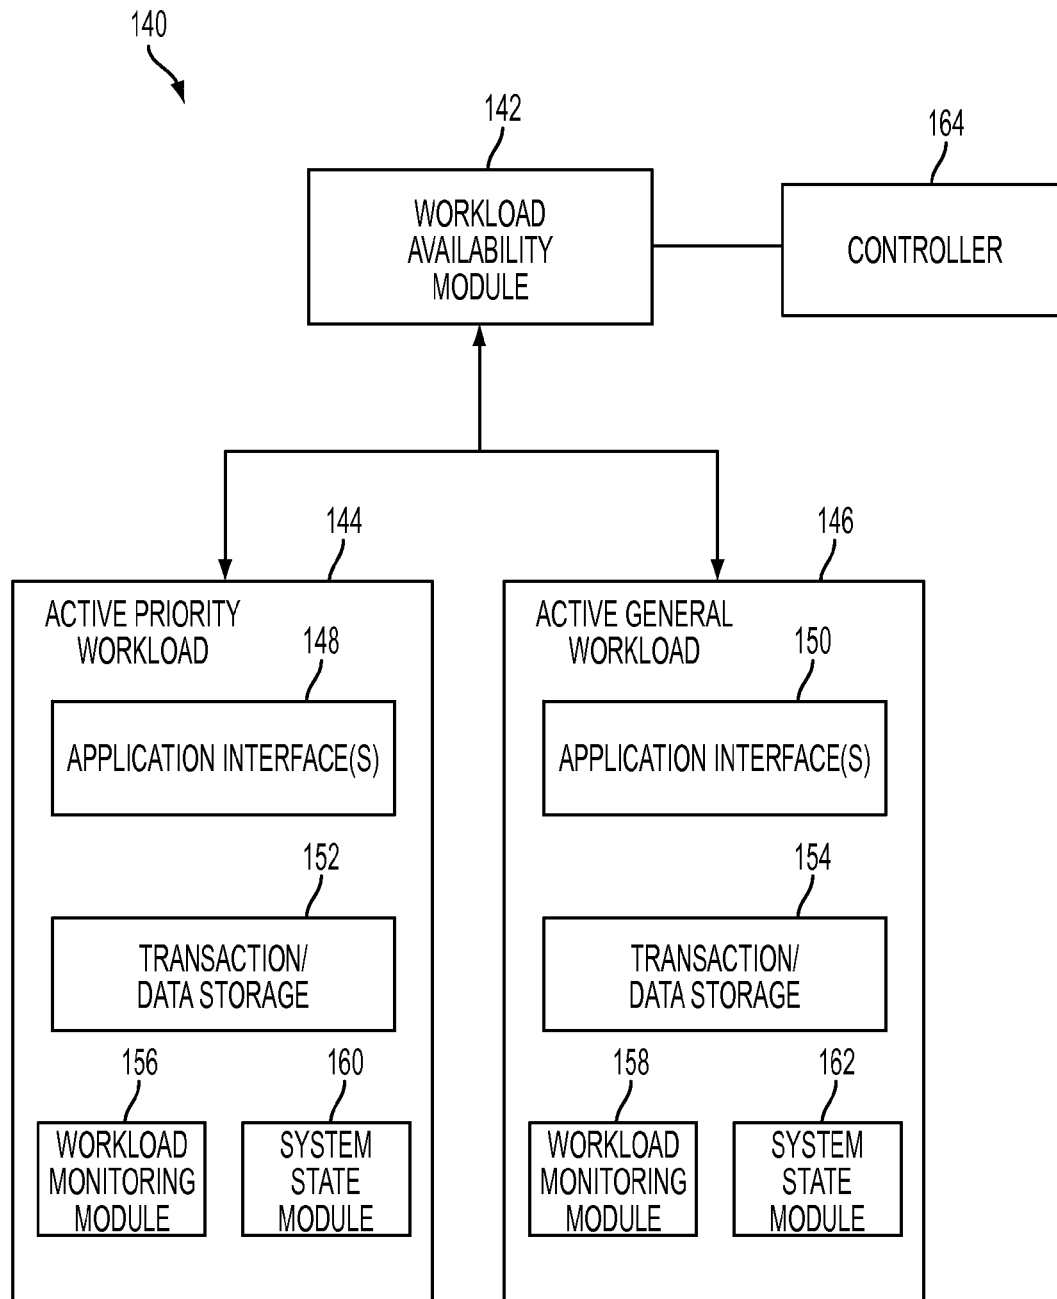 140
142
164
WORKLOAD
AVAILABILITY
MODULE
CONTROLLER
144
146
ACTIVE PRIORITY
WORKLOAD
148
APPLICATION INTERFACE(S)
152
TRANSACTION/
DATA STORAGE
156
160
WORKLOAD
MONITORING
MODULE
SYSTEM
STATE
MODULE
ACTIVE GENERAL
WORKLOAD
150
APPLICATION INTERFACE(S)
154
TRANSACTION/
DATA STORAGE
158
162
WORKLOAD
MONITORING
MODULE
SYSTEM
STATE
MODULE